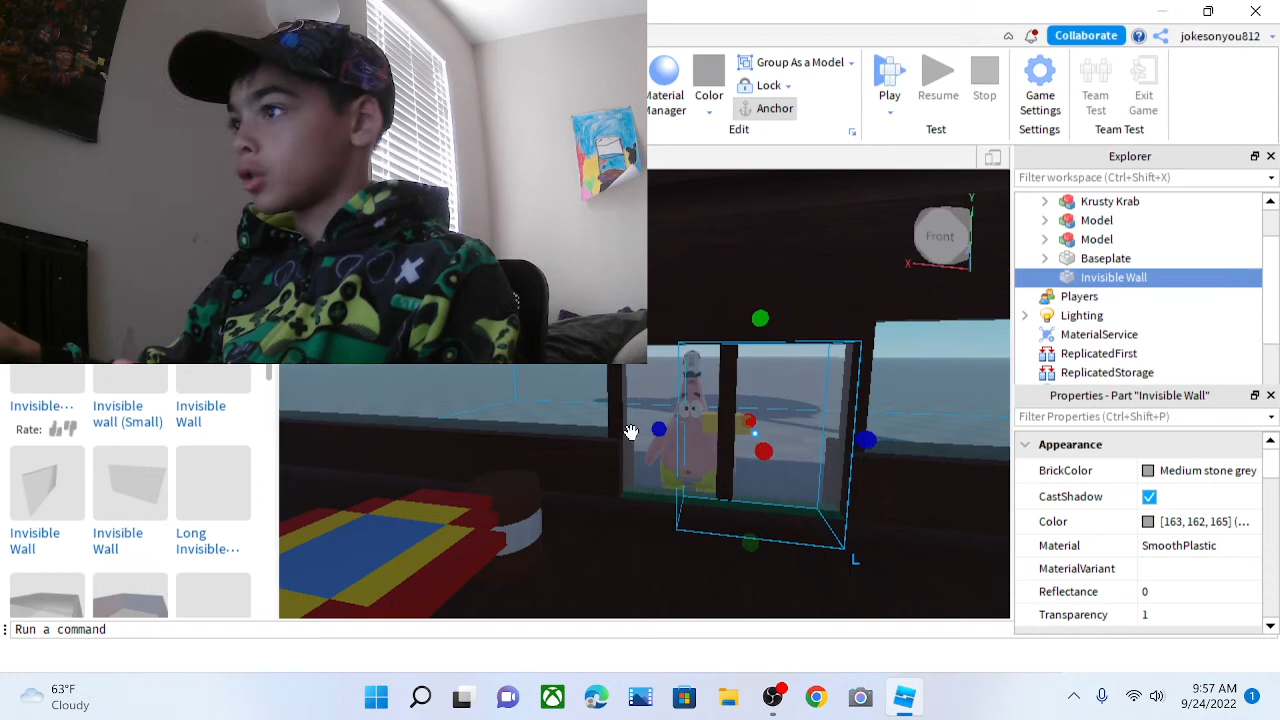 Collaborate
jokesonyou812
Material
Manager
Color
Group As a Model
Lock
Anchor
Edit
Play
Resume
Stop
Test
Game
Settings
Settings
Team
Test
Exit
Game
Team Test
Explorer
Filter workspace (Ctrl+Shift+X)
Krusty Krab
Model
Model
Baseplate
Invisible Wall
Players
Lighting
MaterialService
ReplicatedFirst
ReplicatedStorage
Properties - Part "Invisible Wall"
Filter Properties (Ctrl+Shift+P)
Appearance
BrickColor Medium stone grey
CastShadow
Color [163, 162, 165] (...
Material SmoothPlastic
MaterialVariant
Reflectance 0
Transparency 1
Y
Front
X
L
Invisible...
Invisible
wall (Small)
Invisible
Wall
Rate:
Invisible
Wall
Invisible
Wall
Long
Invisible...
Run a command
63°F
Cloudy
9:57 AM
9/24/2022
1